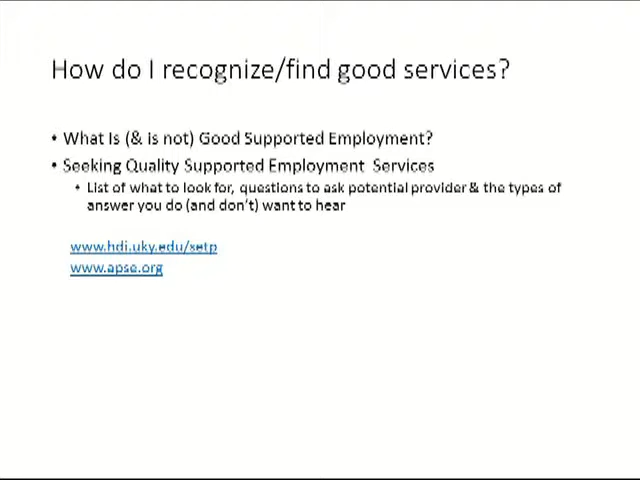 How do I recognize/find good services?
• What Is (& is not) Good Supported Employment?
• Seeking Quality Supported Employment Services
• List of what to look for, questions to ask potential provider & the types of
answer you do (and don't) want to hear
www.hdi.uky.edu/setp
www.apse.org